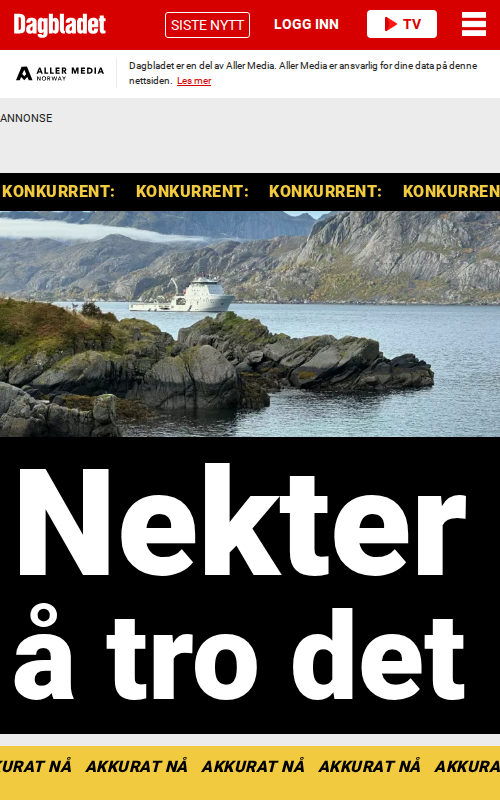 Dagbladet
SISTE NYTT
LOGG INN
TV
ALLER MEDIA
NORWAY
Dagbladet er en del av Aller Media. Aller Media er ansvarlig for dine data på denne
nettsiden. Les mer
ANNONSE
KONKURRENT: KONKURRENT: KONKURRENT: KONKURREN
Nekter
å tro det
KURAT NÅ AKKURAT NÅ AKKURAT NÅ AKKURAT NÅ AKKURA